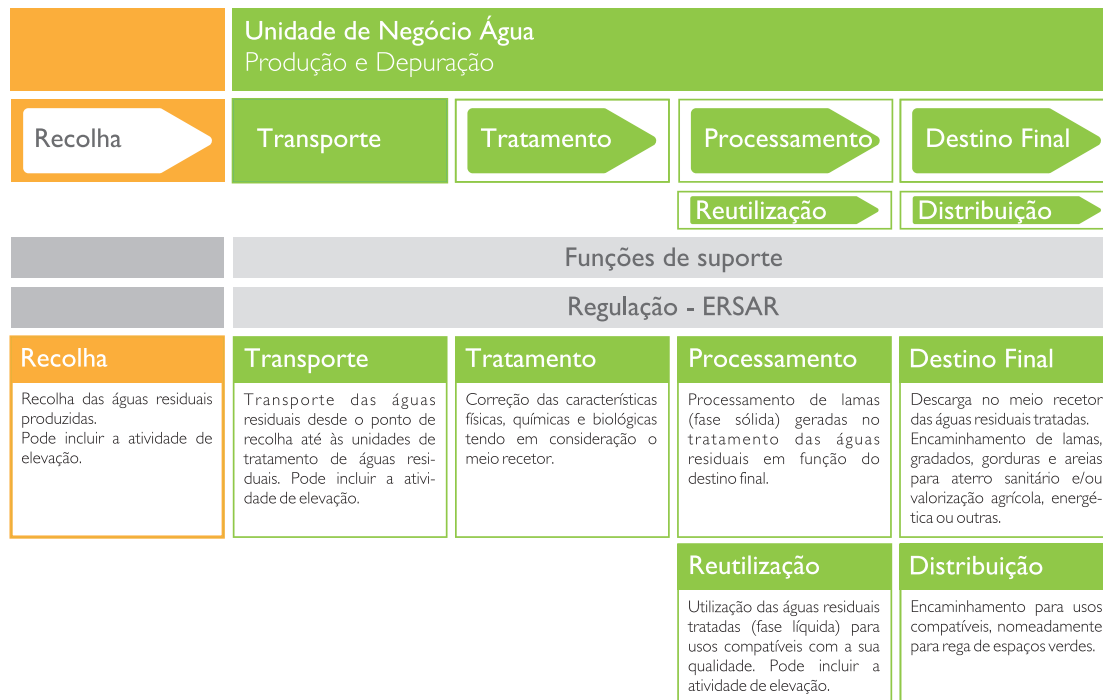 Unidade de Negócio Água
Produção e Depuração
Recolha
Transporte
Tratamento
Processamento
Destino Final
Reutilização
Distribuição
Funções de suporte
Regulação - ERSAR
Recolha
Recolha das águas residuais
produzidas.
Pode incluir a atividade de
elevação.
Transporte
Transporte das águas
residuais desde o ponto de
recolha até às unidades de
tratamento de águas resi-
duais. Pode incluir a ativi-
dade de elevação.
Tratamento
Correção das características
físicas, químicas e biológicas
tendo em consideração o
meio recetor.
Processamento
Processamento de lamas
(fase sólida) geradas no
tratamento das águas
residuais em função do
destino final.
Destino Final
Descarga no meio recetor
das águas residuais tratadas.
Encaminhamento de lamas,
gradados, gorduras e areias
para aterro sanitário e/ou
valorização agrícola, energé-
tica ou outras.
Reutilização
Utilização das águas residuais
tratadas (fase líquida) para
usos compatíveis com a sua
qualidade. Pode incluir a
atividade de elevação.
Distribuição
Encaminhamento para usos
compatíveis, nomeadamente
para rega de espaços verdes.